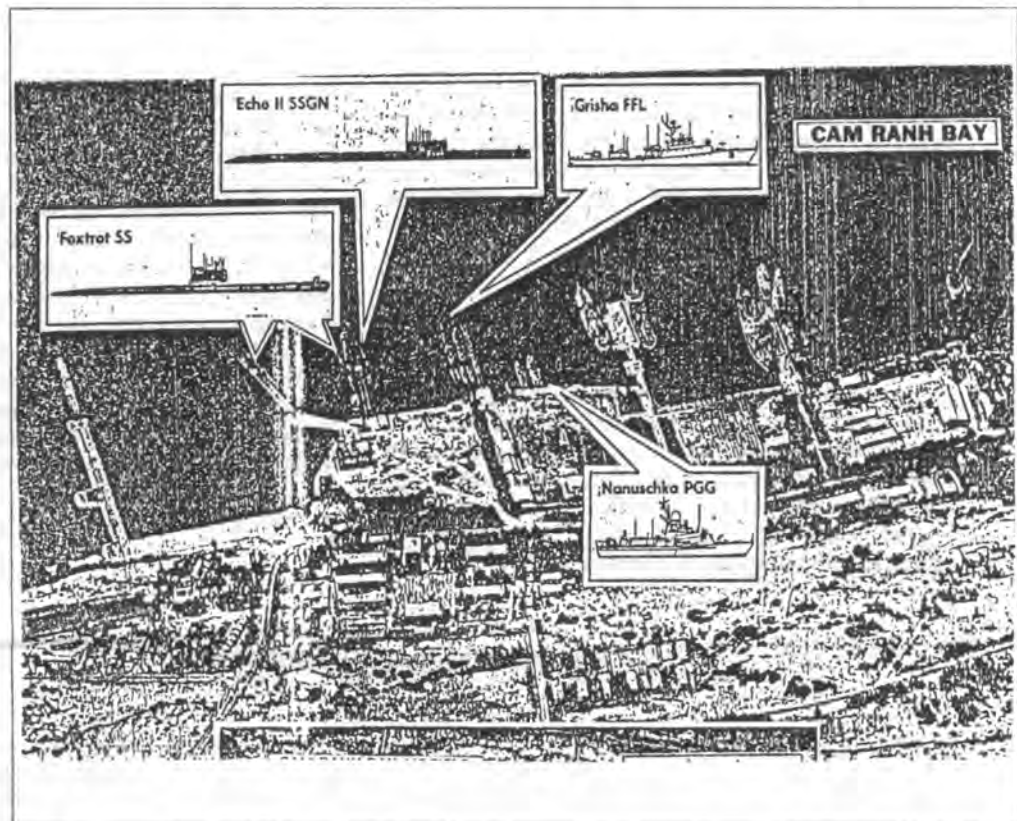 Echo II SSGN
Grisha FFL
CAM RANH BAY
Foxtrot SS
Nanuschka PGG